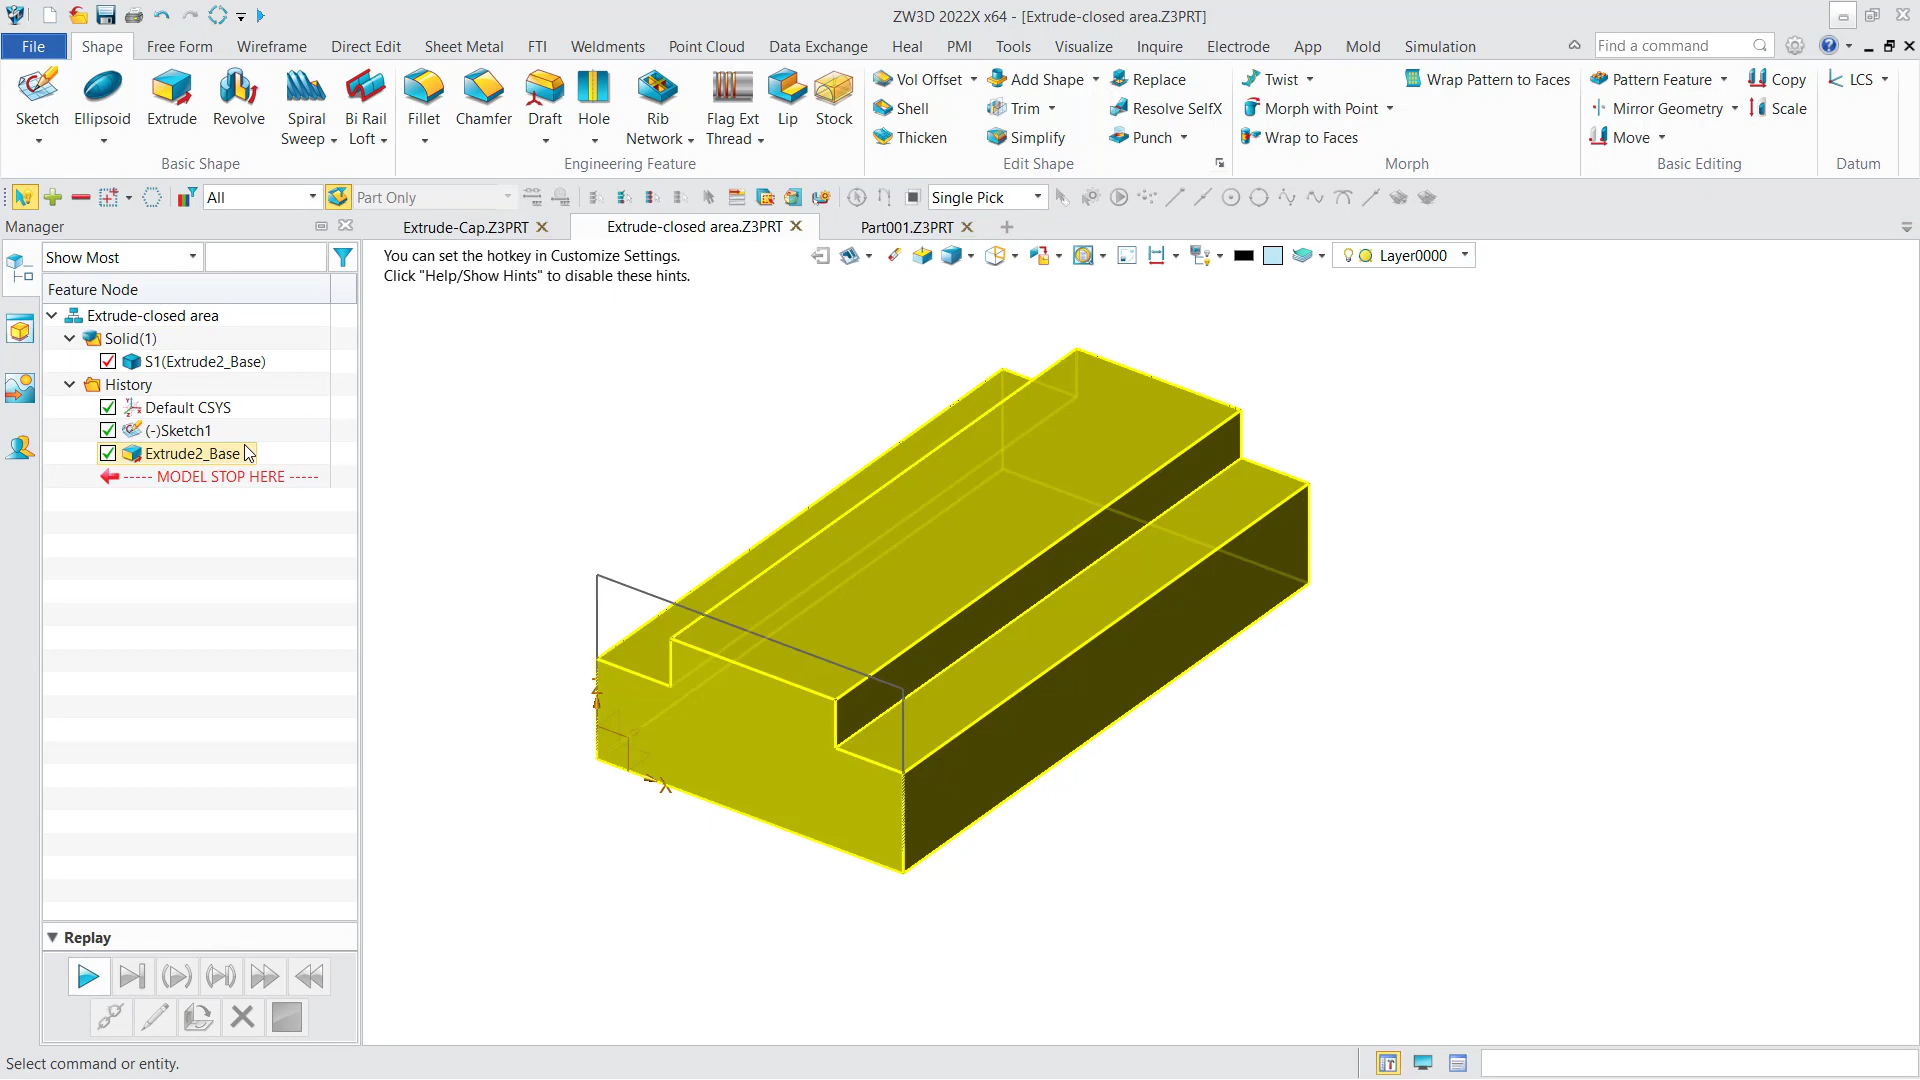 ZW3D 2022X x64 - [Extrude-closed area.Z3PRT]
File Shape Free Form Wireframe Direct Edit Sheet Metal FTI Weldments Point Cloud Data Exchange Heal PMI Tools Visualize Inquire Electrode App Mold Simulation Find a command
Sketch Ellipsoid Extrude Revolve Spiral Sweep Bi Rail Loft
Basic Shape
Fillet Chamfer Draft Hole Rib Network Flag Ext Thread Lip Stock
Engineering Feature
Vol Offset Add Shape Replace
Shell Trim Resolve SelfX
Thicken Simplify Punch
Edit Shape
Twist Wrap Pattern to Faces
Morph with Point
Wrap to Faces
Morph
Pattern Feature Copy
Mirror Geometry Scale
Move
Basic Editing
LCS
Datum
All Part Only Single Pick
Manager
Extrude-Cap.Z3PRT Extrude-closed area.Z3PRT Part001.Z3PRT
Show Most
You can set the hotkey in Customize Settings.
Click "Help/Show Hints" to disable these hints.
Layer0000
Feature Node
Extrude-closed area
Solid(1)
S1(Extrude2_Base)
History
Default CSYS
(-)Sketch1
Extrude2_Base
----- MODEL STOP HERE -----
Z
X
Replay
Select command or entity.